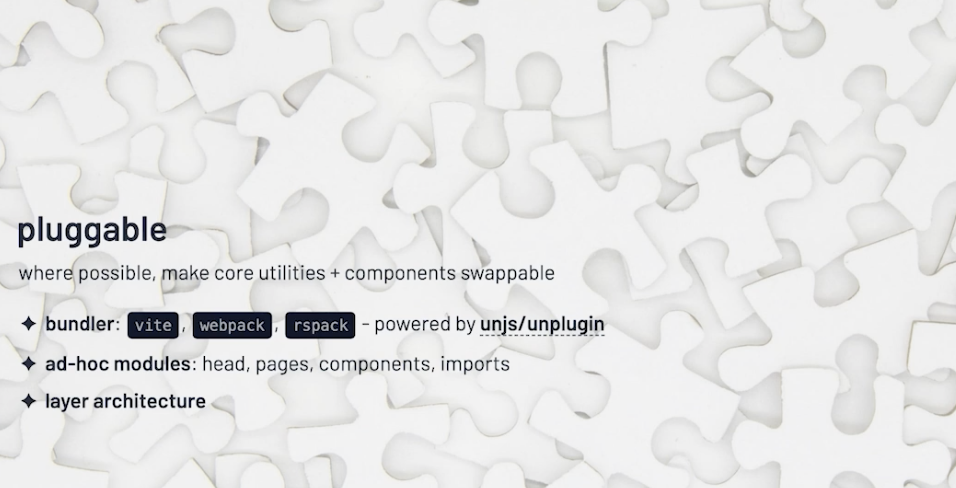 pluggable
where possible, make core utilities + components swappable
✦ bundler: vite, webpack, rspack – powered by unjs/unplugin
✦ ad-hoc modules: head, pages, components, imports
✦ layer architecture